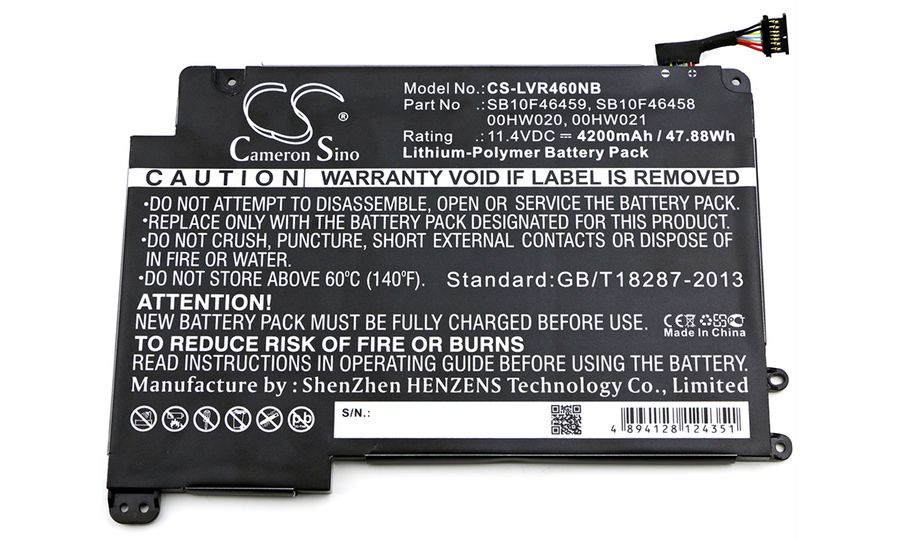 CS
®
Cameron Sino
Model No.: CS-LVR460NB
Part No : SB10F46459, SB10F46458
00HW020, 00HW021
Rating : 11.4VDC ⎓ 4200mAh / 47.88Wh
Lithium-Polymer Battery Pack
CAUTION WARRANTY VOID IF LABEL IS REMOVED
•DO NOT ATTEMPT TO DISASSEMBLE, OPEN OR SERVICE THE BATTERY PACK.
•REPLACE ONLY WITH THE BATTERY PACK DESIGNATED FOR THIS PRODUCT.
•DO NOT CRUSH, PUNCTURE, SHORT EXTERNAL CONTACTS OR DISPOSE OF
IN FIRE OR WATER.
•DO NOT STORE ABOVE 60°C (140°F). Standard:GB/T18287-2013
ATTENTION!
NEW BATTERY PACK MUST BE FULLY CHARGED BEFORE USE.
CE
Made In China
TO REDUCE RISK OF FIRE OR BURNS
READ INSTRUCTIONS IN OPERATING GUIDE BEFORE USING THE BATTERY.
Manufacture by : ShenZhen HENZENS Technology Co., Limited
Pb
S/N.:
4 894128 124351